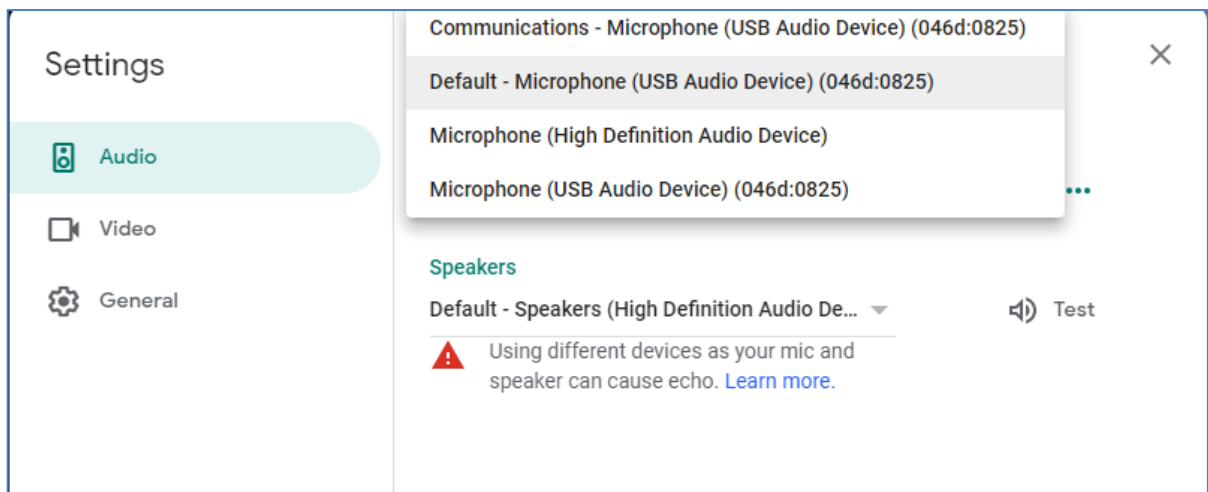 Settings
Audio
Video
General
Communications - Microphone (USB Audio Device) (046d:0825)
Default - Microphone (USB Audio Device) (046d:0825)
Microphone (High Definition Audio Device)
Microphone (USB Audio Device) (046d:0825)
Speakers
Default - Speakers (High Definition Audio De...
Test
Using different devices as your mic and
speaker can cause echo. Learn more.